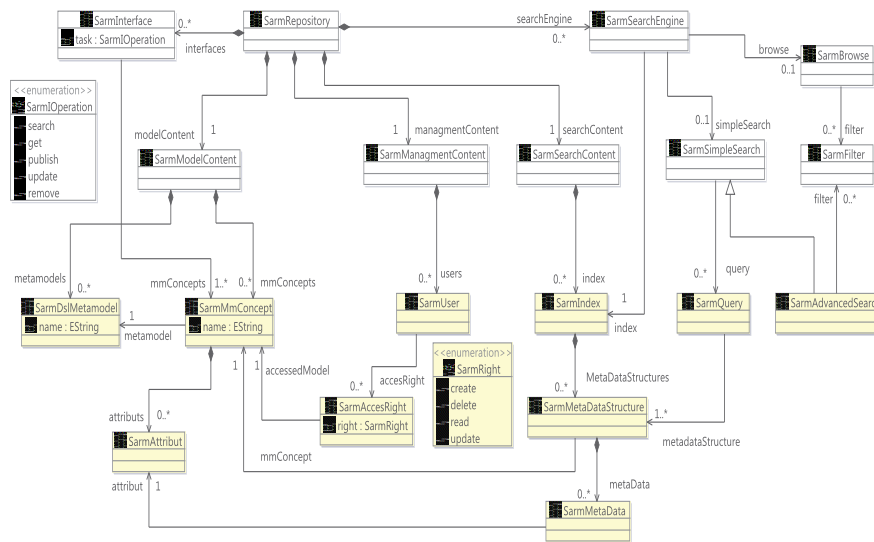 SarmInterface
task : SarmIOperation
0..*
interfaces
SarmRepository
searchEngine
0..*
SarmSearchEngine
browse
0..1
SarmBrowse
<<enumeration>>
SarmIOperation
search
get
publish
update
remove
modelContent
1
SarmModelContent
1
managmentContent
SarmManagmentContent
1
searchContent
SarmSearchContent
0..1
simpleSearch
SarmSimpleSearch
0..*
filter
SarmFilter
filter
0..*
metamodels
0..*
mmConcepts
1..*
0..*
mmConcepts
0..*
users
0..*
index
1
index
0..*
query
SarmDslMetamodel
name : EString
1
metamodel
SarmMmConcept
name : EString
SarmUser
SarmIndex
SarmQuery
SarmAdvancedSearc
1
1
accessedModel
accesRight
0..*
<<enumeration>>
SarmRight
create
delete
read
update
MetaDataStructures
0..*
SarmAccesRight
right : SarmRight
SarmMetaDataStructure
1..*
metadataStructure
attributs
0..*
SarmAttribut
attribut
1
mmConcept
metaData
0..*
SarmMetaData